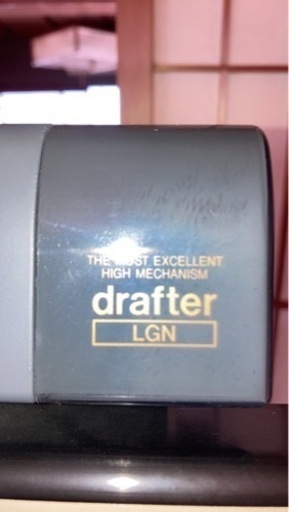 THE MOST EXCELLENT
HIGH MECHANISM
drafter
LGN